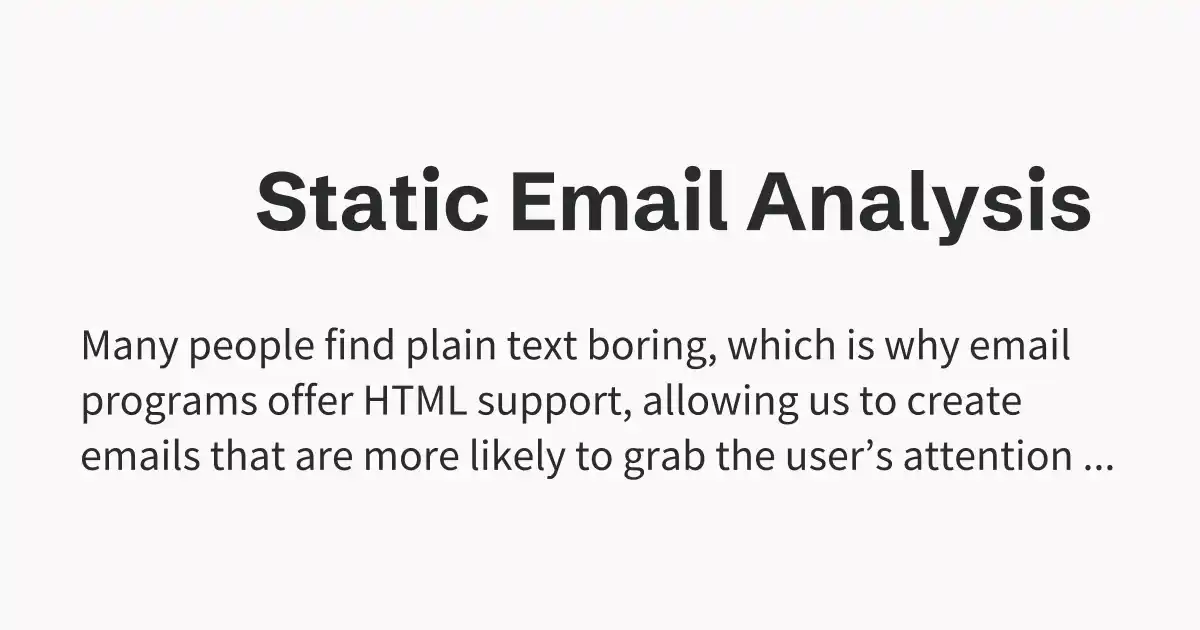 Static Email Analysis
Many people find plain text boring, which is why email
programs offer HTML support, allowing us to create
emails that are more likely to grab the user’s attention ...